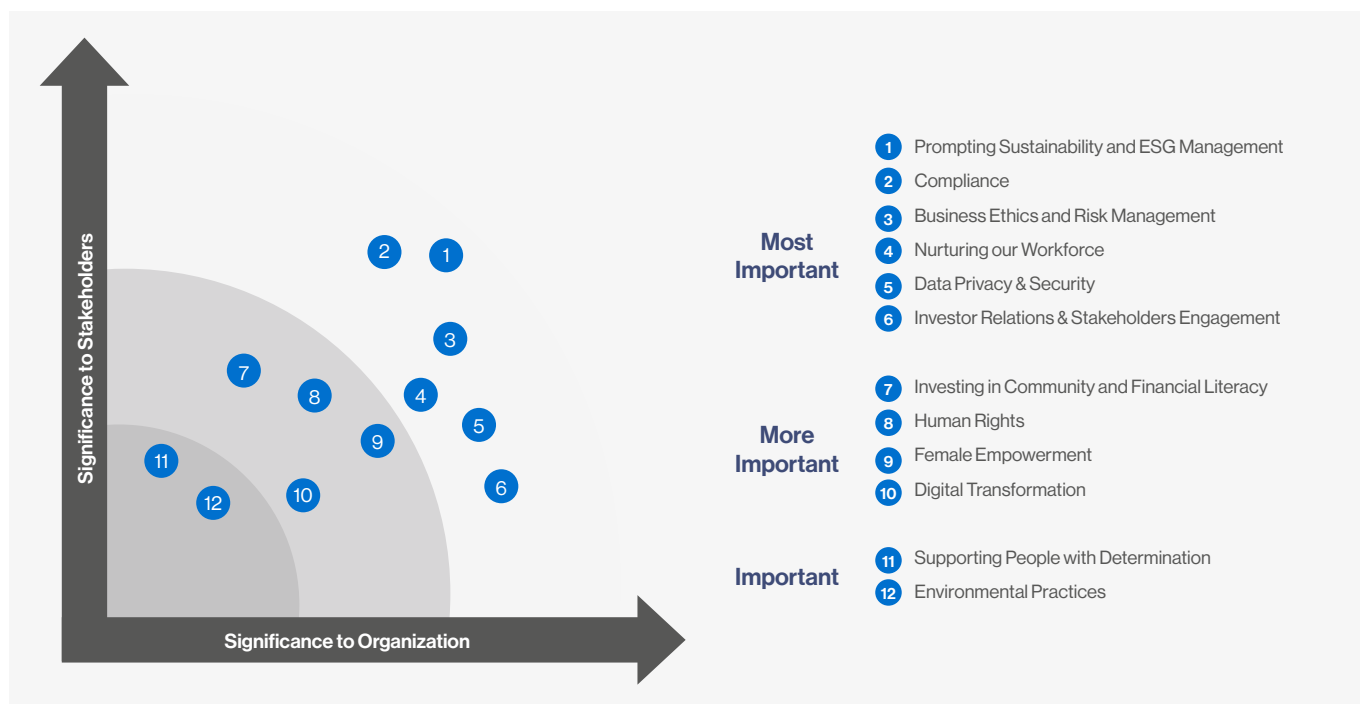 Significance to Stakeholders
2
1
3
7
8
4
5
9
11
6
10
12
Significance to Organization
Most
Important
1 Prompting Sustainability and ESG Management
2 Compliance
3 Business Ethics and Risk Management
4 Nurturing our Workforce
5 Data Privacy & Security
6 Investor Relations & Stakeholders Engagement
More
Important
7 Investing in Community and Financial Literacy
8 Human Rights
9 Female Empowerment
10 Digital Transformation
Important
11 Supporting People with Determination
12 Environmental Practices